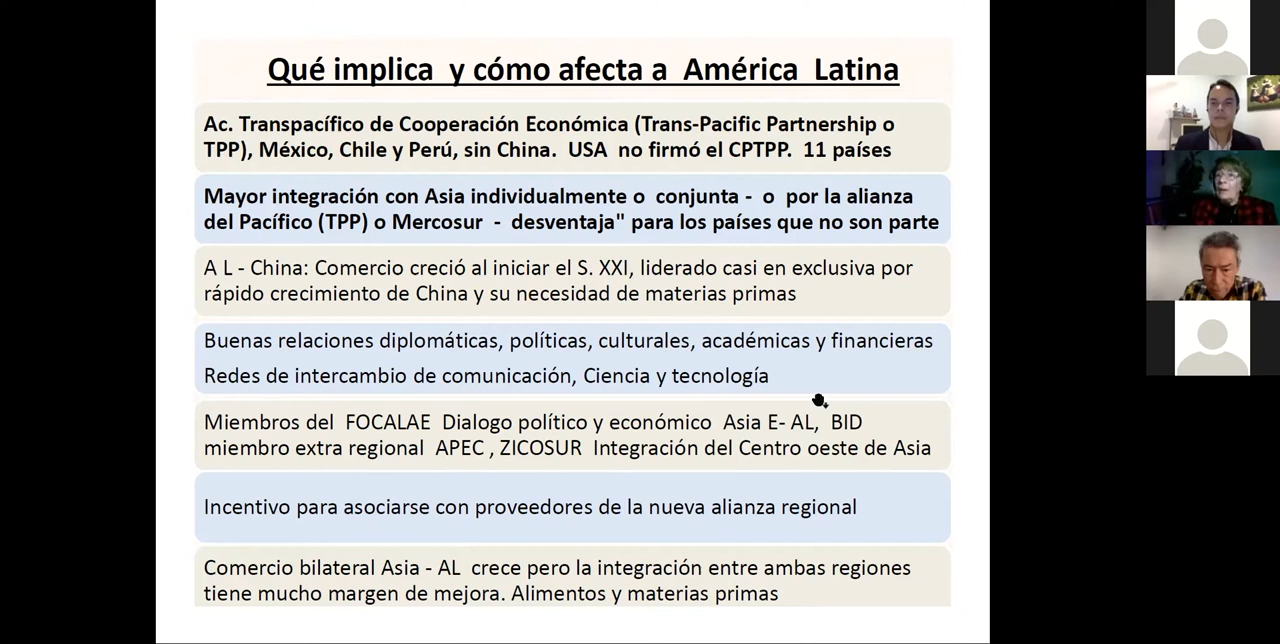 Qué implica y cómo afecta a América Latina
Ac. Transpacífico de Cooperación Económica (Trans-Pacific Partnership o
TPP), México, Chile y Perú, sin China. USA no firmó el CPTPP. 11 países
Mayor integración con Asia individualmente o conjunta - o por la alianza
del Pacífico (TPP) o Mercosur - desventaja" para los países que no son parte
A L - China: Comercio creció al iniciar el S. XXI, liderado casi en exclusiva por
rápido crecimiento de China y su necesidad de materias primas
Buenas relaciones diplomáticas, políticas, culturales, académicas y financieras
Redes de intercambio de comunicación, Ciencia y tecnología
Miembros del FOCALAE Dialogo político y económico Asia E- AL, BID
miembro extra regional APEC , ZICOSUR Integración del Centro oeste de Asia
Incentivo para asociarse con proveedores de la nueva alianza regional
Comercio bilateral Asia - AL crece pero la integración entre ambas regiones
tiene mucho margen de mejora. Alimentos y materias primas